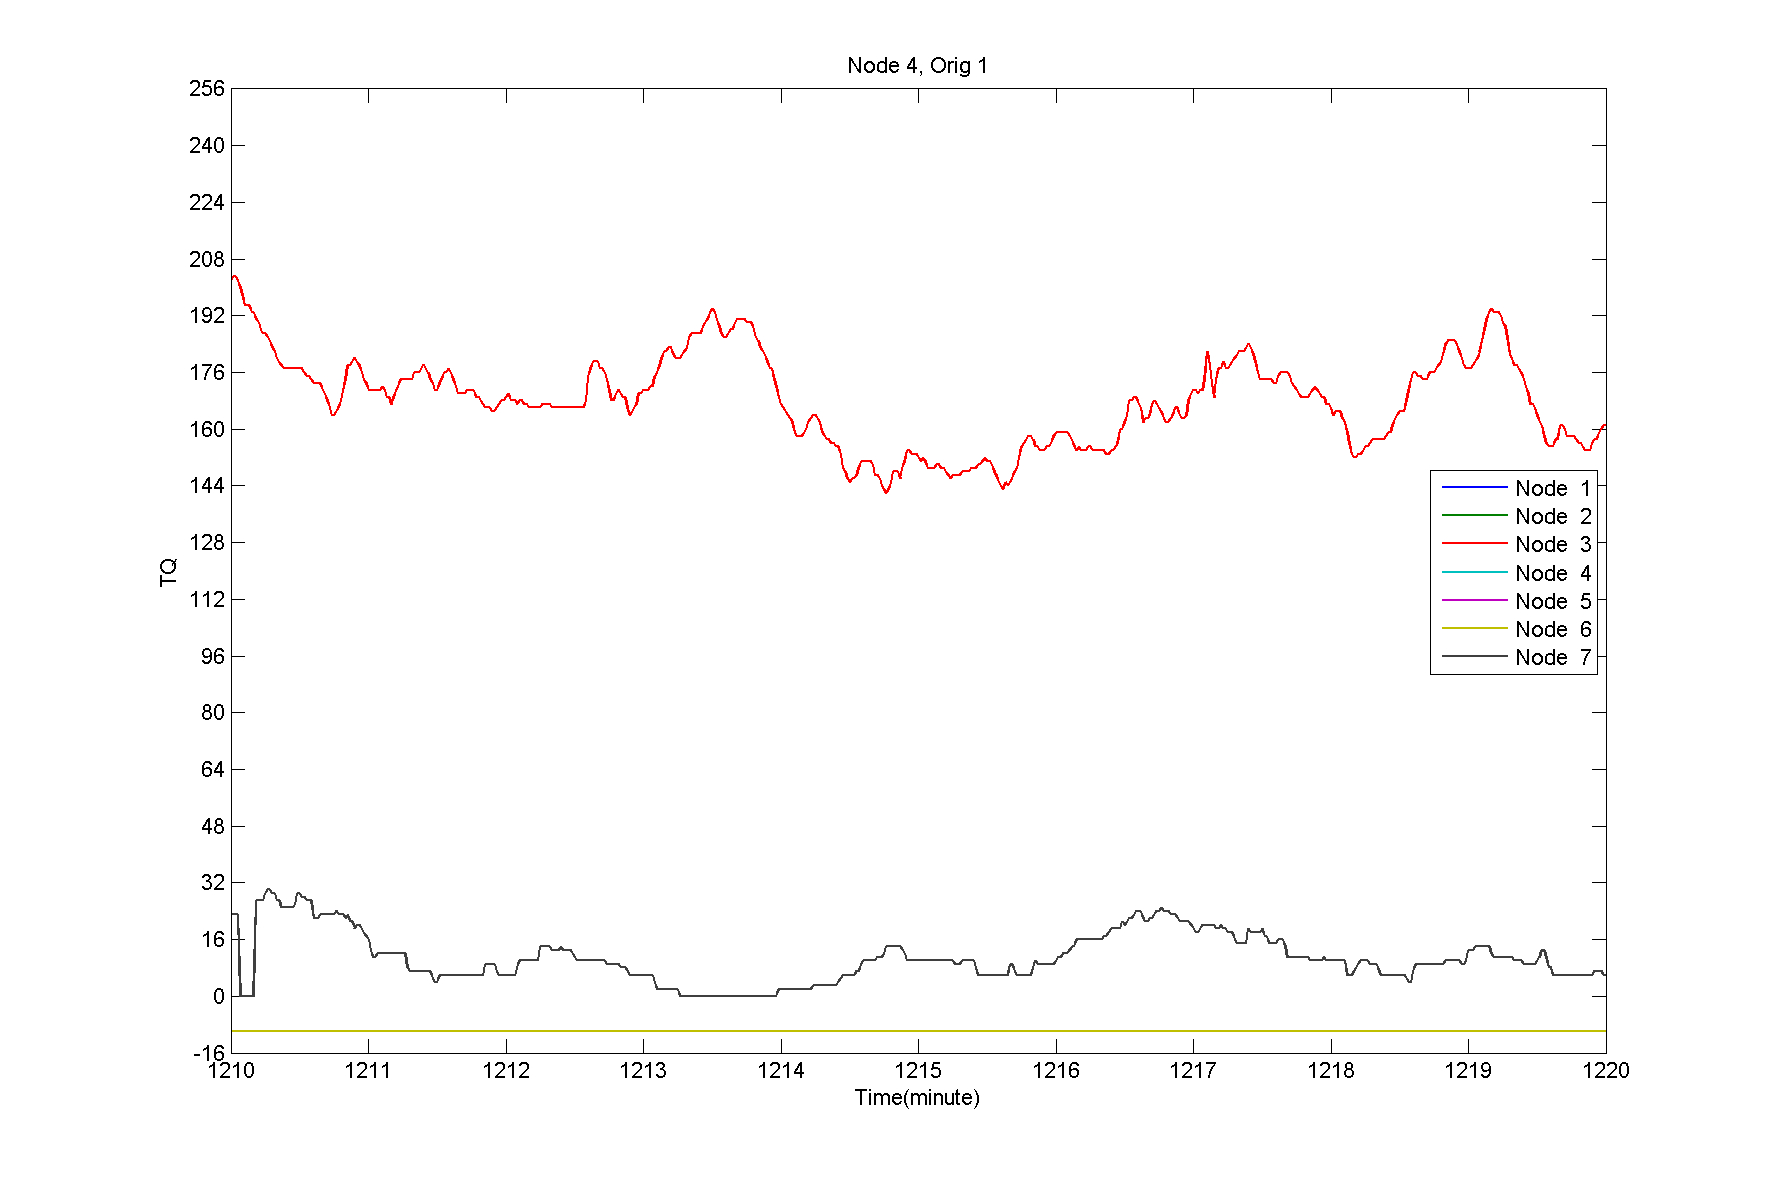 Node 4, Orig 1
256
240
224
208
192
176
160
144
128
112
96
80
64
48
32
16
0
-16
TQ
Node 1
Node 2
Node 3
Node 4
Node 5
Node 6
Node 7
1210 1211 1212 1213 1214 1215 1216 1217 1218 1219 1220
Time(minute)